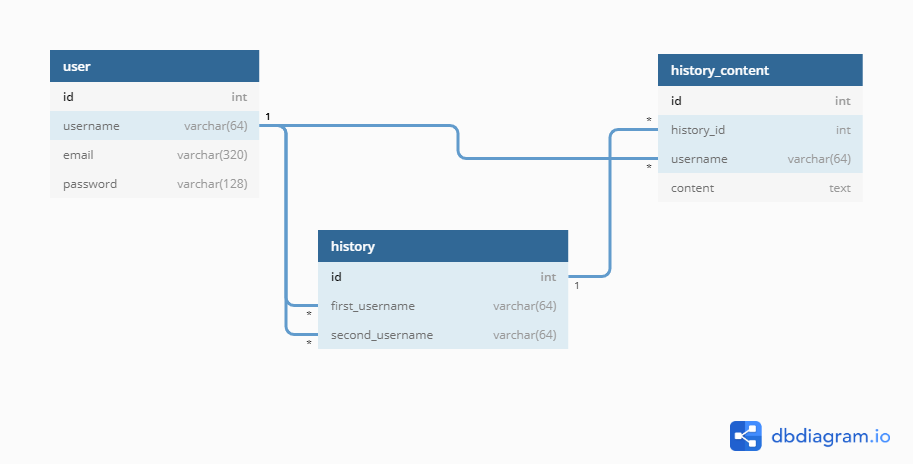 user
id int
username varchar(64)
email varchar(320)
password varchar(128)
1
history_content
id int
history_id int
username varchar(64)
content text
*
*
history
id int
first_username varchar(64)
second_username varchar(64)
1
*
*
dbdiagram.io